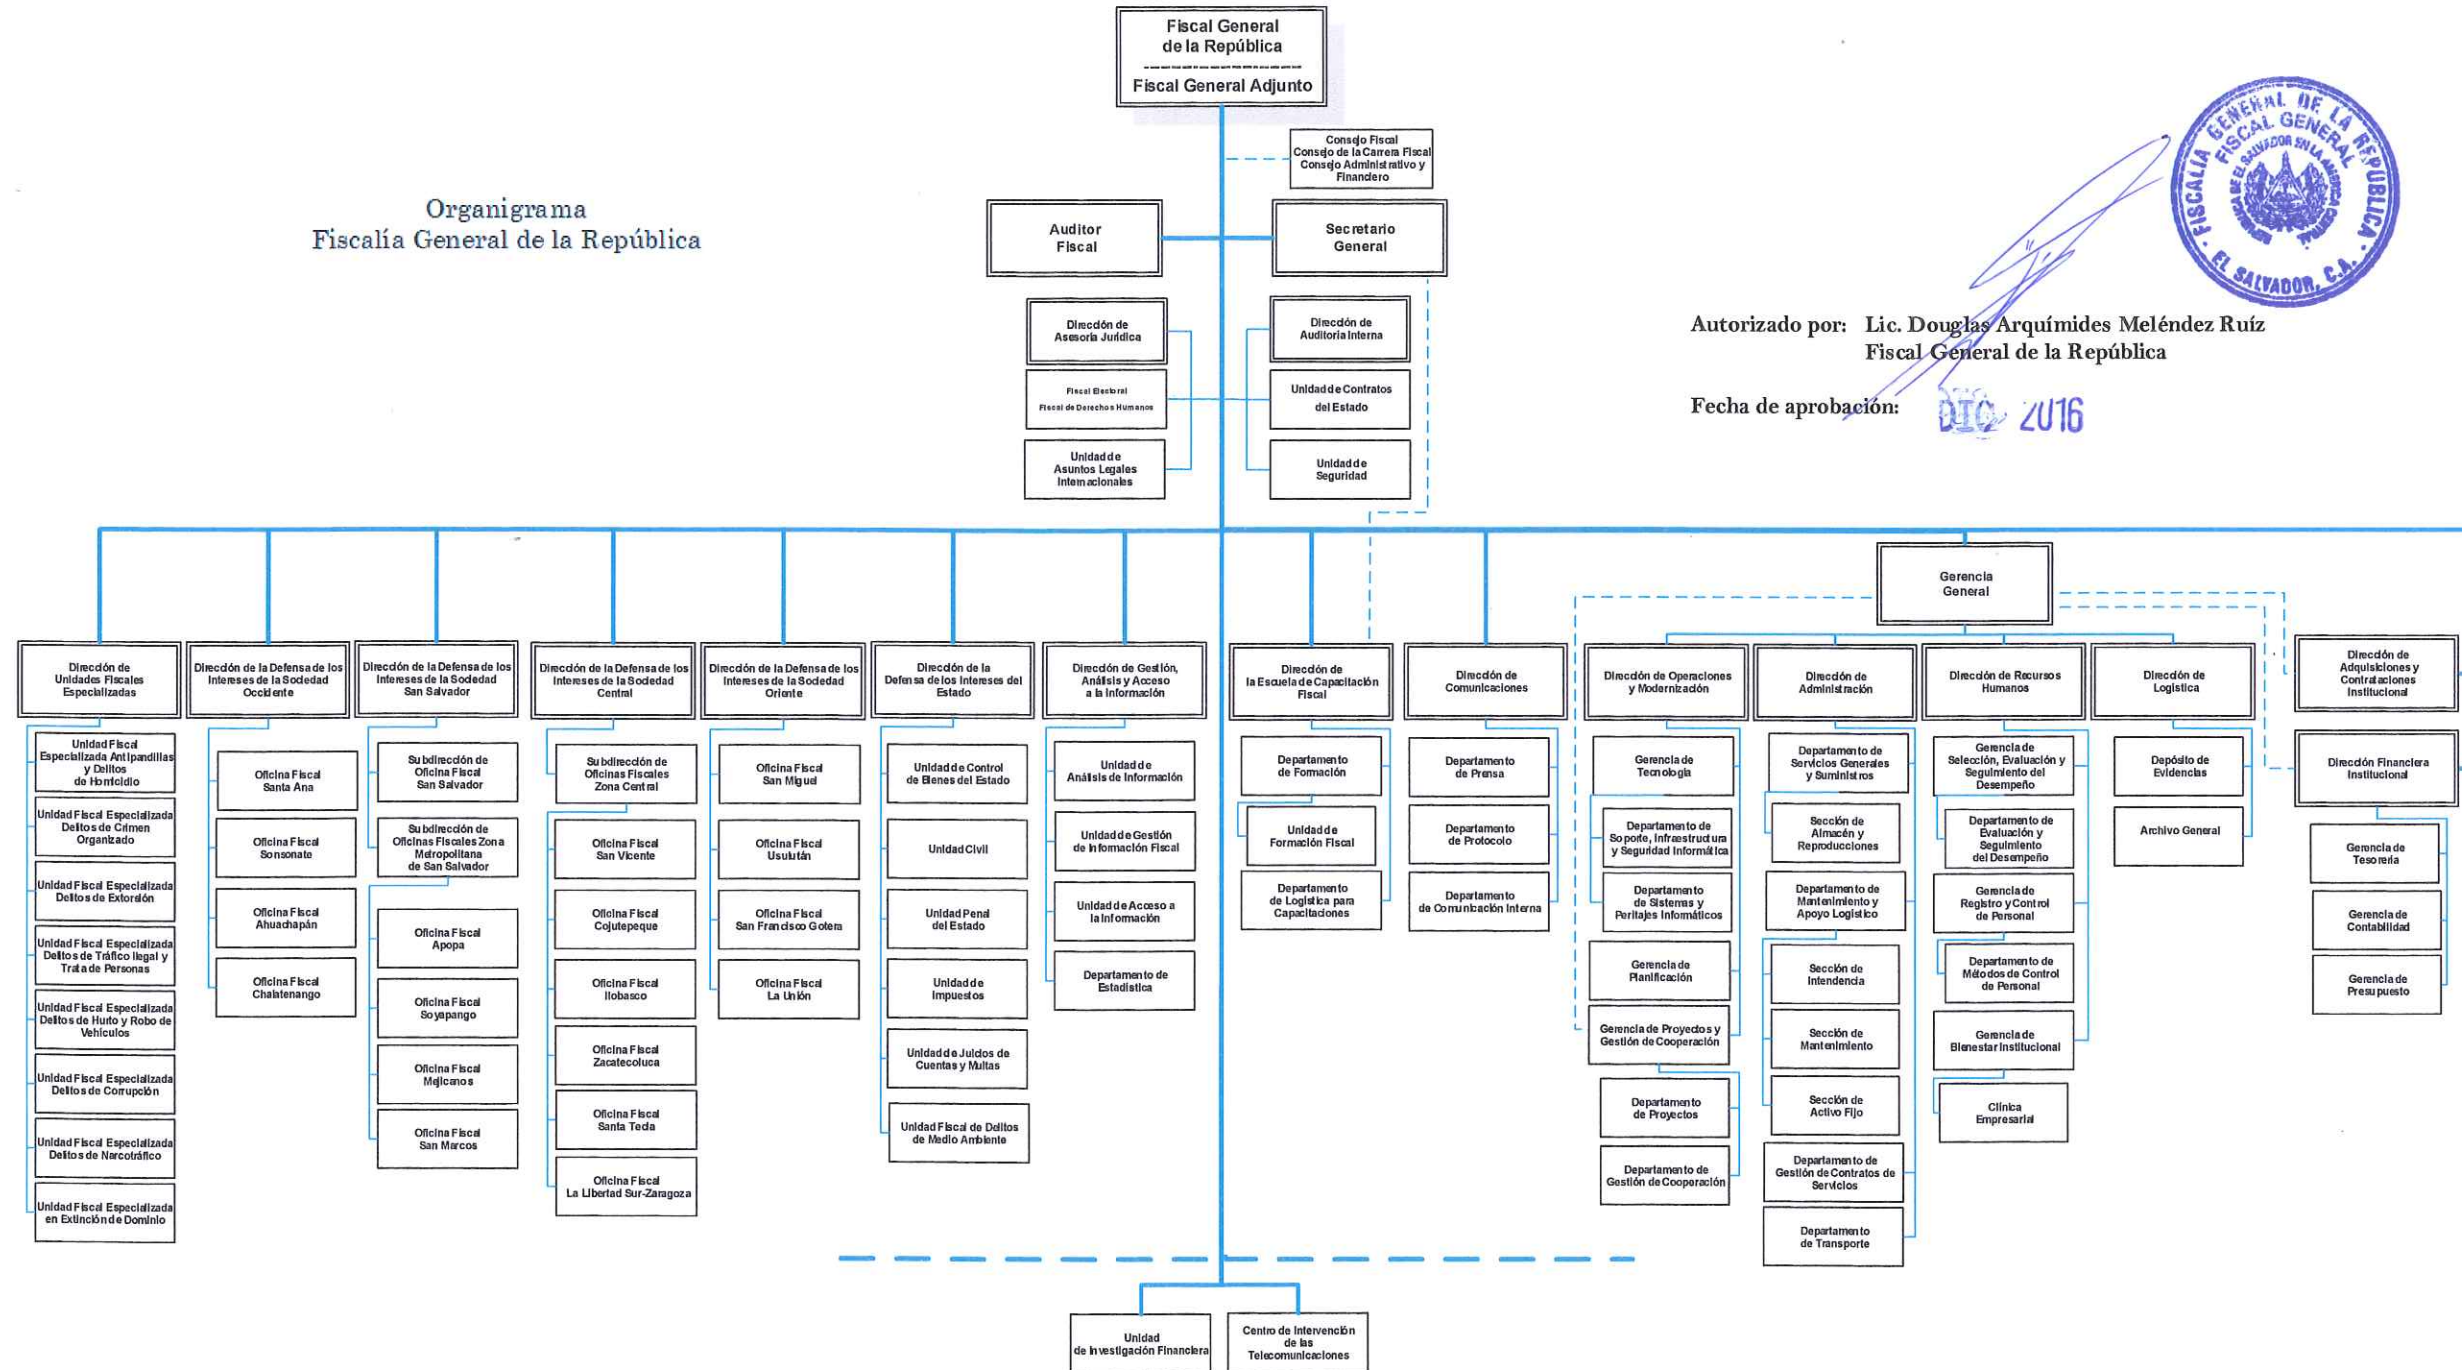 Fiscal General
de la República
Fiscal General Adjunto
Consejo Fiscal
Consejo de la Carrera Fiscal
Consejo Administrativo y
Financiero
Organigrama
Fiscalía General de la República
Auditor
Fiscal
Secretario
General
FISCALÍA GENERAL DE LA REPÚBLICA
FISCAL GENERAL
EL SALVADOR, C.A.
Dirección de
Asesoría Jurídica
Dirección de
Auditoría Interna
Fiscal Electoral
Fiscal de Derechos Humanos
Unidad de Contratos
del Estado
Unidad de
Asuntos Legales
Internacionales
Unidad de
Seguridad
Autorizado por: Lic. Douglas Arquímides Meléndez Ruíz
Fiscal General de la República
Fecha de aprobación: DIC. 2016
Gerencia
General
Dirección de
Unidades Fiscales
Especializadas
Unidad Fiscal
Especializada Antipandillas
y Delitos
de Homicidio
Unidad Fiscal Especializada
Delitos de Crimen
Organizado
Unidad Fiscal Especializada
Delitos de Extorsión
Unidad Fiscal Especializada
Delitos de Tráfico Ilegal y
Trata de Personas
Unidad Fiscal Especializada
Delitos de Hurto y Robo de
Vehículos
Unidad Fiscal Especializada
Delitos de Corrupción
Unidad Fiscal Especializada
Delitos de Narcotráfico
Unidad Fiscal Especializada
en Extinción de Dominio
Dirección de la Defensa de los
Intereses de la Sociedad
Occidente
Oficina Fiscal
Santa Ana
Oficina Fiscal
Sonsonate
Oficina Fiscal
Ahuachapán
Oficina Fiscal
Chalatenango
Dirección de la Defensa de los
Intereses de la Sociedad
San Salvador
Subdirección de
Oficina Fiscal
San Salvador
Subdirección de
Oficinas Fiscales Zona
Metropolitana
de San Salvador
Oficina Fiscal
Apopa
Oficina Fiscal
Soyapango
Oficina Fiscal
Mejicanos
Oficina Fiscal
San Marcos
Dirección de la Defensa de los
Intereses de la Sociedad
Central
Subdirección de
Oficinas Fiscales
Zona Central
Oficina Fiscal
San Vicente
Oficina Fiscal
Cojutepeque
Oficina Fiscal
Ilobasco
Oficina Fiscal
Zacatecoluca
Oficina Fiscal
Santa Tecla
Oficina Fiscal
La Libertad Sur-Zaragoza
Dirección de la Defensa de los
Intereses de la Sociedad
Oriente
Oficina Fiscal
San Miguel
Oficina Fiscal
Usulután
Oficina Fiscal
San Francisco Gotera
Oficina Fiscal
La Unión
Dirección de la
Defensa de los Intereses del
Estado
Unidad de Control
de Bienes del Estado
Unidad Civil
Unidad Penal
del Estado
Unidad de
Impuestos
Unidad de Juicios de
Cuentas y Multas
Unidad Fiscal de Delitos
de Medio Ambiente
Dirección de Gestión,
Análisis y Acceso
a la Información
Unidad de
Análisis de Información
Unidad de Gestión
de Información Fiscal
Unidad de Acceso a
la Información
Departamento de
Estadística
Dirección de
la Escuela de Capacitación
Fiscal
Departamento
de Formación
Unidad de
Formación Fiscal
Departamento
de Logística para
Capacitaciones
Dirección de
Comunicaciones
Departamento
de Prensa
Departamento
de Protocolo
Departamento
de Comunicación Interna
Dirección de Operaciones
y Modernización
Gerencia de
Tecnología
Departamento de
Soporte, Infraestructura
y Seguridad Informática
Departamento
de Sistemas y
Peritajes Informáticos
Gerencia de
Planificación
Gerencia de Proyectos y
Gestión de Cooperación
Departamento
de Proyectos
Departamento de
Gestión de Cooperación
Dirección de
Administración
Departamento de
Servicios Generales
y Suministros
Sección de
Almacén y
Reproducciones
Departamento de
Mantenimiento y
Apoyo Logístico
Sección de
Intendencia
Sección de
Mantenimiento
Sección de
Activo Fijo
Departamento de
Gestión de Contratos de
Servicios
Departamento
de Transporte
Dirección de Recursos
Humanos
Gerencia de
Selección, Evaluación y
Seguimiento del
Desempeño
Departamento de
Evaluación y
Seguimiento
del Desempeño
Gerencia de
Registro y Control
de Personal
Departamento de
Métodos de Control
de Personal
Gerencia de
Bienestar Institucional
Clínica
Empresarial
Dirección de
Logística
Depósito de
Evidencias
Archivo General
Dirección de
Adquisiciones y
Contrataciones
Institucional
Dirección Financiera
Institucional
Gerencia de
Tesorería
Gerencia de
Contabilidad
Gerencia de
Presupuesto
Unidad
de Investigación Financiera
Centro de Intervención
de las
Telecomunicaciones